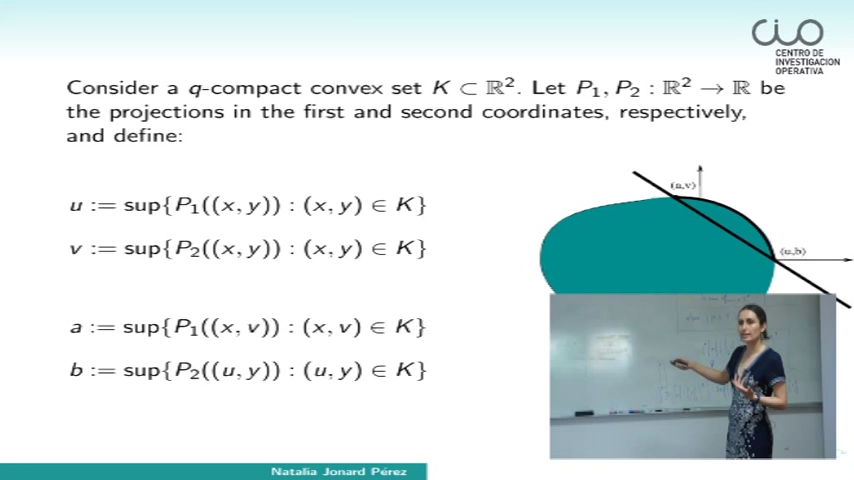 CIO
CENTRO DE
INVESTIGACION
OPERATIVA
Consider a q-compact convex set K ⊂ ℝ². Let P₁, P₂ : ℝ² → ℝ be
the projections in the first and second coordinates, respectively,
and define:
u := sup{P₁((x, y)) : (x, y) ∈ K}
v := sup{P₂((x, y)) : (x, y) ∈ K}
a := sup{P₁((x, v)) : (x, v) ∈ K}
b := sup{P₂((u, y)) : (u, y) ∈ K}
(a,v)
(u,b)
Natalia Jonard Pérez